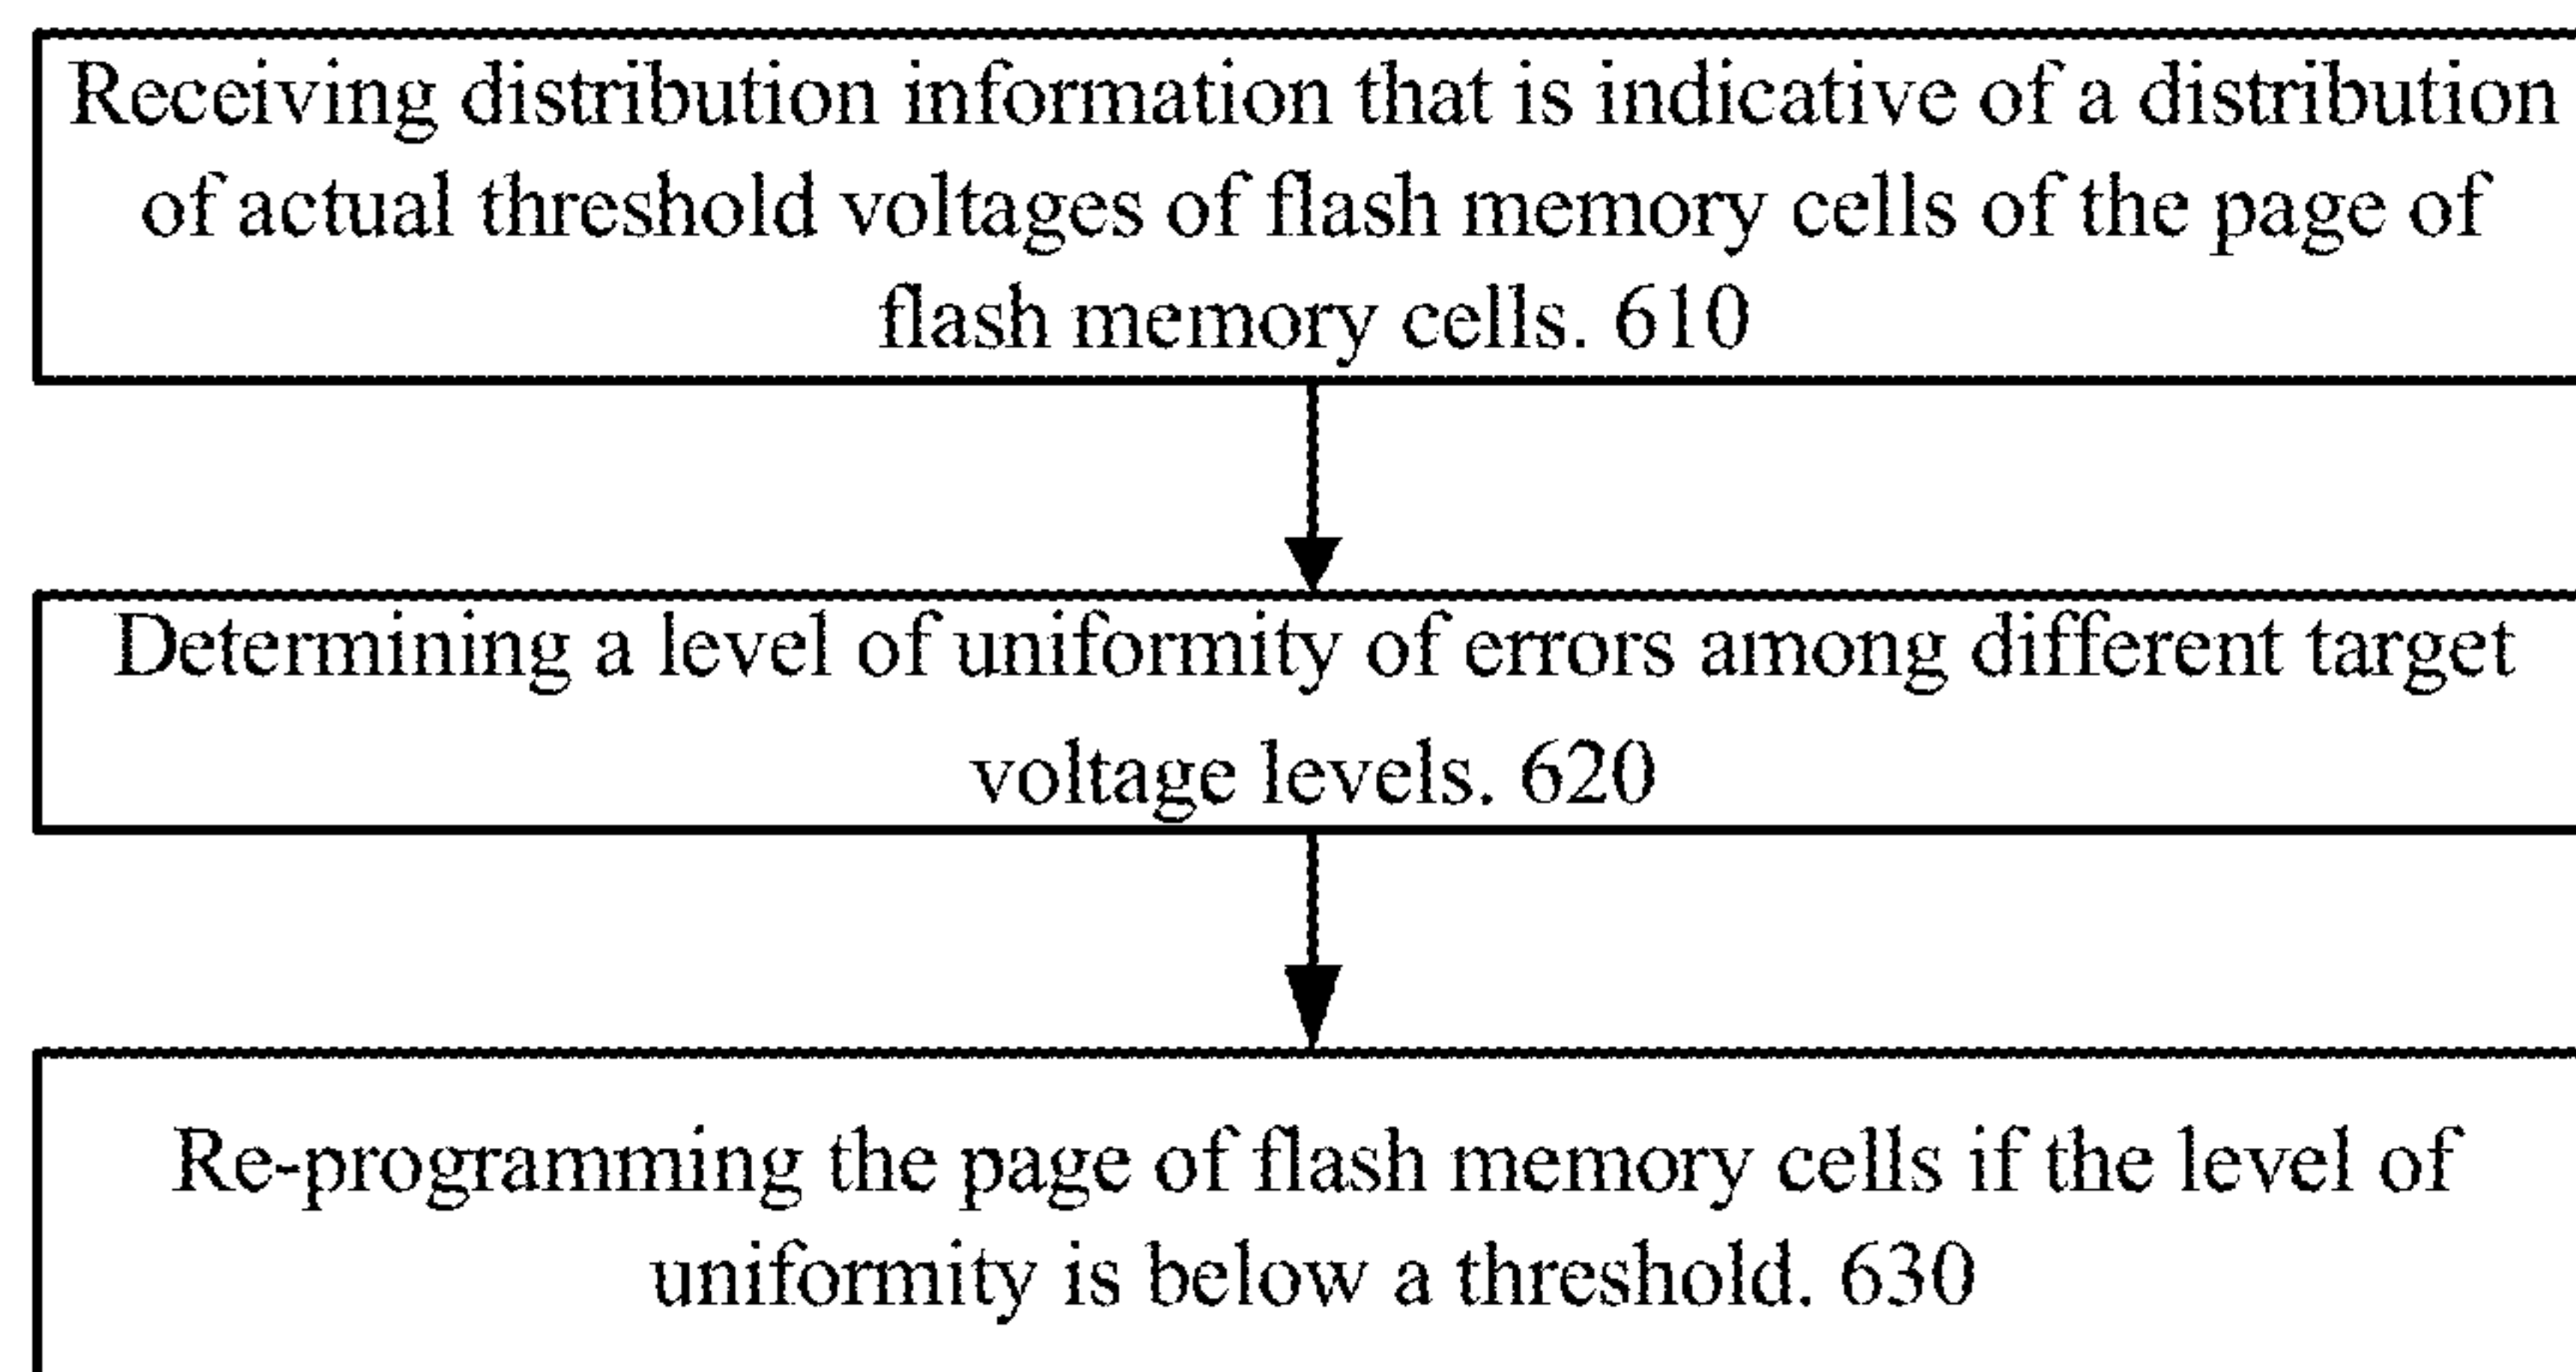 Receiving distribution information that is indicative of a distribution
of actual threshold voltages of flash memory cells of the page of
flash memory cells. 610
Determining a level of uniformity of errors among different target
voltage levels. 620
Re-programming the page of flash memory cells if the level of
uniformity is below a threshold. 630